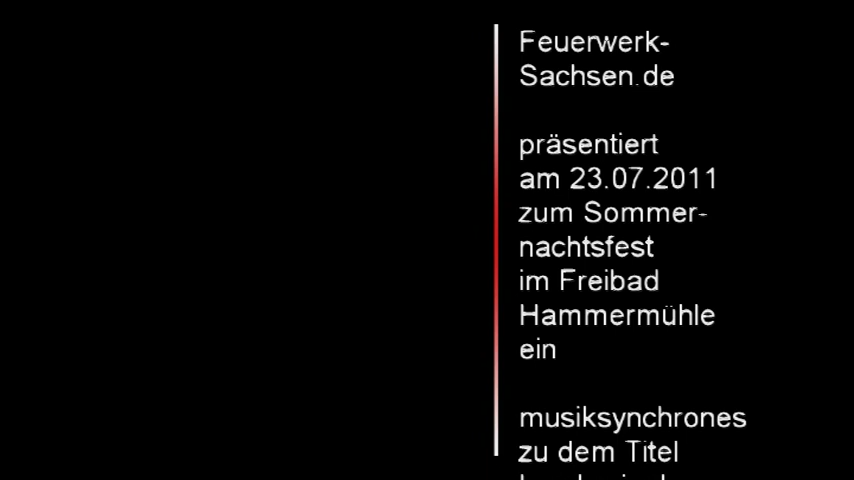 Feuerwerk-
Sachsen.de
präsentiert
am 23.07.2011
zum Sommer-
nachtsfest
im Freibad
Hammermühle
ein
musiksynchrones
zu dem Titel